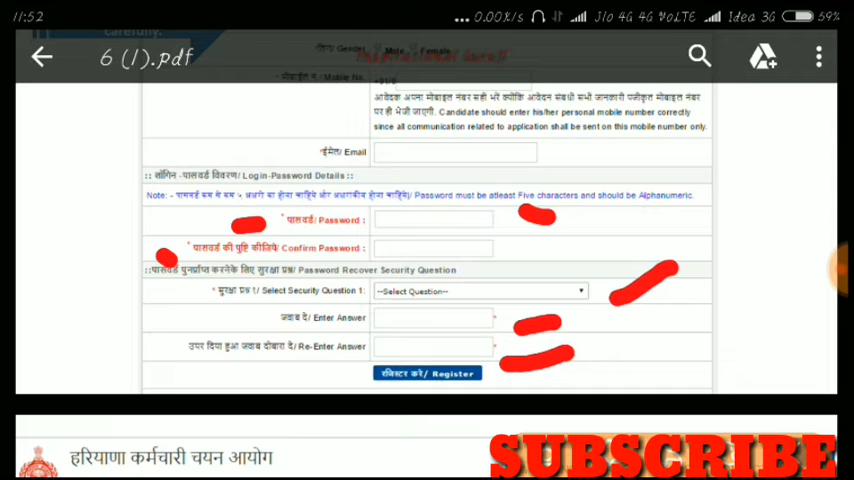 11:52 ... 0.00K/s Jio 4G 4G VoLTE Idea 3G 59%
carefully.
6 (1).pdf
लिंग/ Gender Male Female
* मोबाईल न./ Mobile No. +91/0
आवेदक अपना मोबाईल नंबर सही भरें क्योंकि आवेदन संबंधी सभी जानकारी पंजीकृत मोबाईल नंबर
पर ही भेजी जाएगी. Candidate should enter his/her personal mobile number correctly
since all communication related to application shall be sent on this mobile number only.
*ईमेल/ Email
:: लॉगिन -पासवर्ड विवरण/ Login-Password Details ::
Note: - पासवर्ड कम से कम ५ अक्षरों का होना चाहिये और अक्षरांकीय होना चाहिये।/ Password must be atleast Five characters and should be Alphanumeric.
* पासवर्ड/ Password :
* पासवर्ड की पुष्टि कीजिये/ Confirm Password :
::पासवर्ड पुनर्प्राप्त करनेके लिए सुरक्षा प्रश्न/ Password Recover Security Question
* सुरक्षा प्रश्न 1/ Select Security Question 1: --Select Question--
जवाब दे/ Enter Answer *
उपर दिया हुआ जवाब दोबारा दे/ Re-Enter Answer *
रजिस्टर करे/ Register
हरियाणा कर्मचारी चयन आयोग
SUBSCRIBE